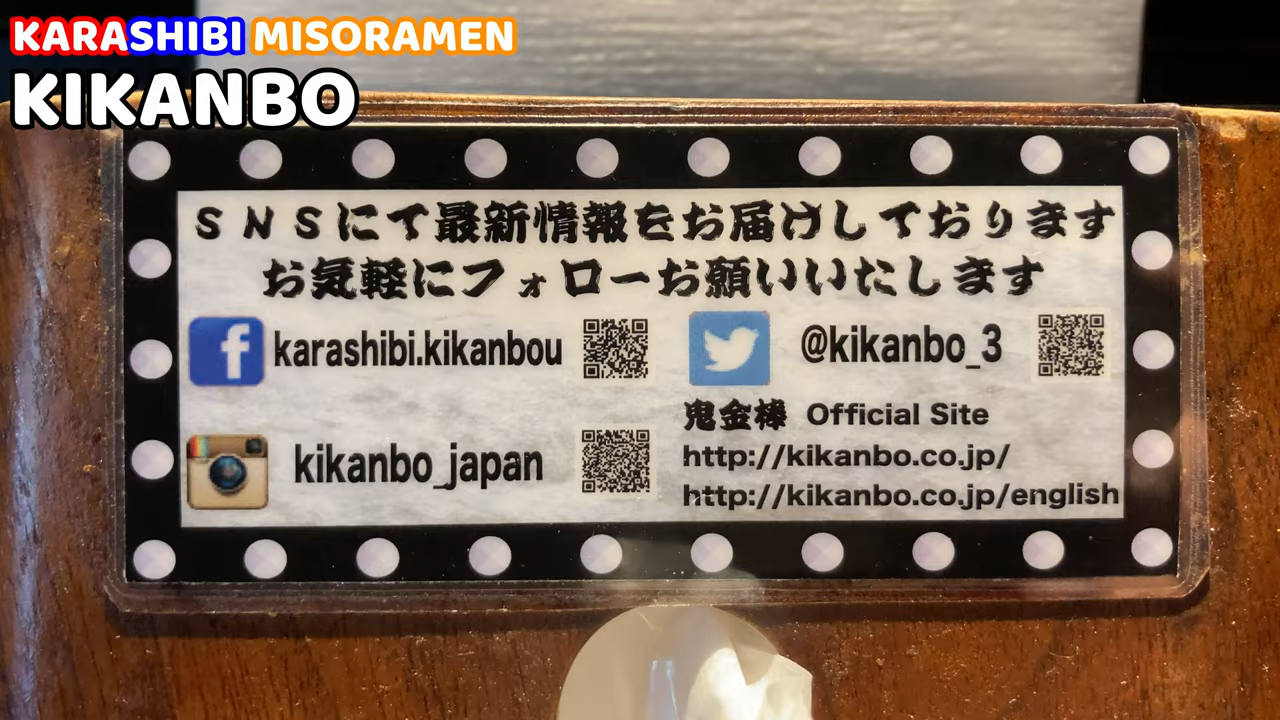 KARASHIBI MISORAMEN
KIKANBO
SNSにて最新情報をお届けしております
お気軽にフォローお願いいたします
karashibi.kikanbou
@kikanbo_3
kikanbo_japan
鬼金棒 Official Site
http://kikanbo.co.jp/
http://kikanbo.co.jp/english